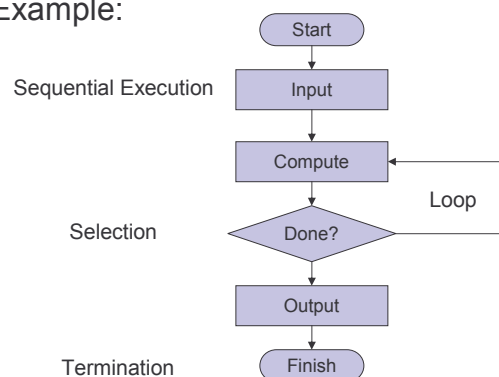 Example:
Start
Sequential Execution
Input
Compute
Loop
Selection
Done?
Output
Termination
Finish